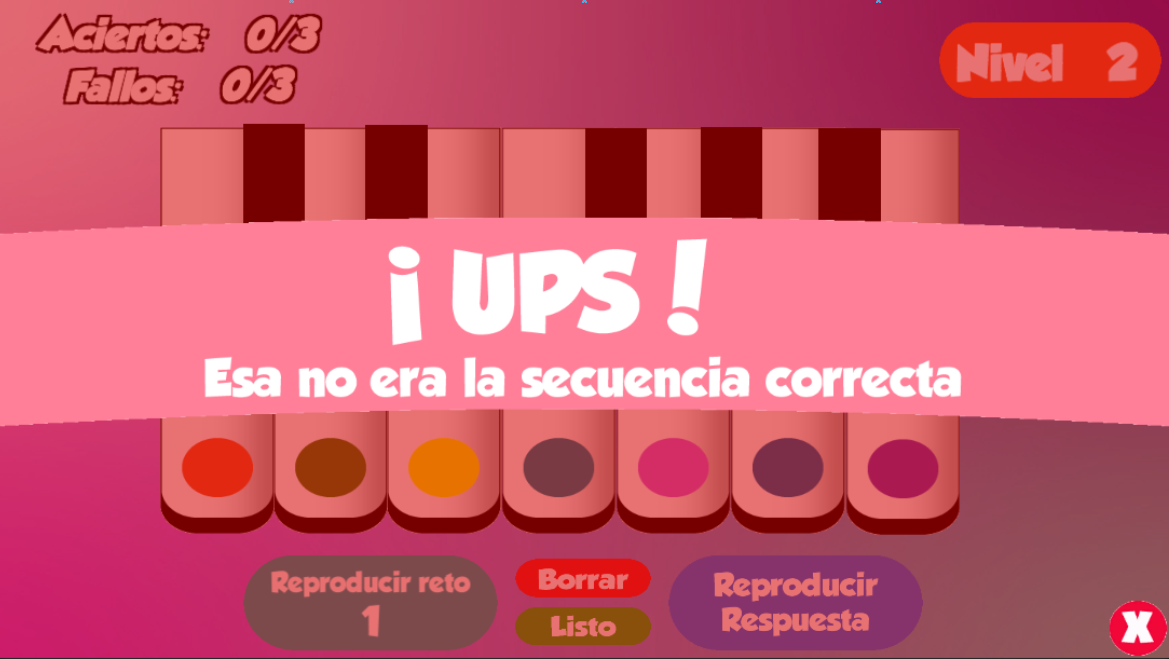 Aciertos: 0/3
Fallos: 0/3
Nivel 2
¡ UPS !
Esa no era la secuencia correcta
Reproducir reto
1
Borrar
Listo
Reproducir
Respuesta
X